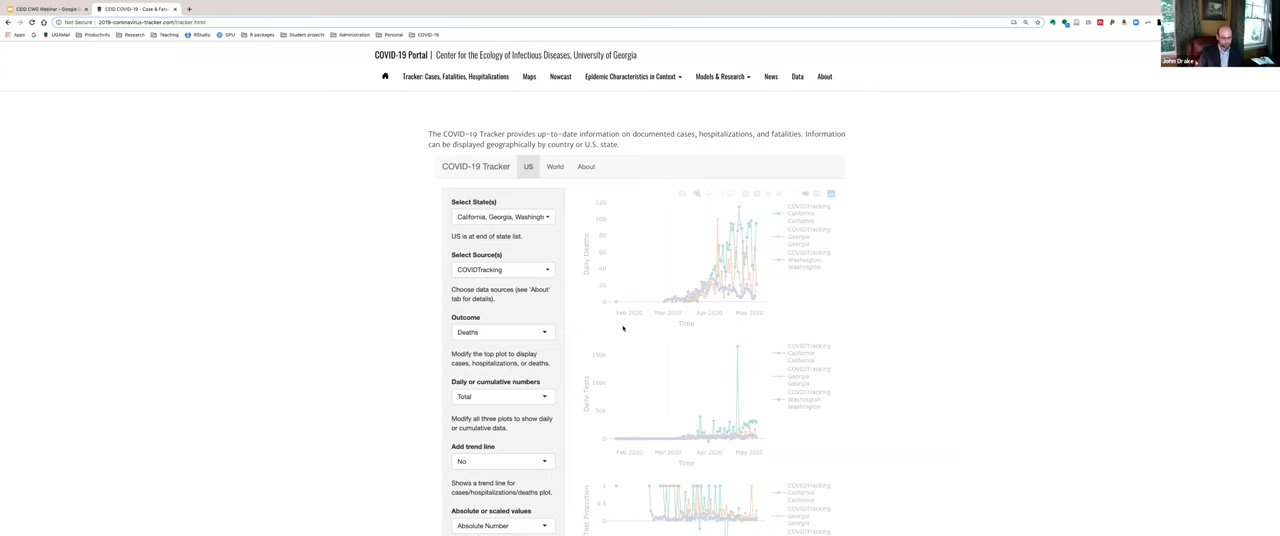 CEID CWG Webinar - Google S
CEID COVID-19 - Case & Fatal
Not Secure | 2019-coronavirus-tracker.com/tracker.html
Apps UGAMail Productivity Research Teaching RStudio GPU R packages Student projects Administration Personal COVID-19
John Drake
COVID-19 Portal | Center for the Ecology of Infectious Diseases, University of Georgia
Tracker: Cases, Fatalities, Hospitalizations Maps Nowcast Epidemic Characteristics in Context Models & Research News Data About
The COVID-19 Tracker provides up-to-date information on documented cases, hospitalizations, and fatalities. Information
can be displayed geographically by country or U.S. state.
COVID-19 Tracker US World About
Select State(s)
California, Georgia, Washingt
US is at end of state list.
Select Source(s)
COVIDTracking
Choose data sources (see 'About'
tab for details).
Outcome
Deaths
Modify the top plot to display
cases, hospitalizations, or deaths.
Daily or cumulative numbers
Total
Modify all three plots to show daily
or cumulative data.
Add trend line
No
Shows a trend line for
cases/hospitalizations/deaths plot.
Absolute or scaled values
Absolute Number
120
100
80
60
40
20
0
Daily Deaths
Feb 2020 Mar 2020 Apr 2020 May 2020
Time
COVIDTracking
California
California
COVIDTracking
Georgia
Georgia
COVIDTracking
Washington
Washington
150k
100k
50k
0
Daily Tests
Feb 2020 Mar 2020 Apr 2020 May 2020
Time
COVIDTracking
California
California
COVIDTracking
Georgia
Georgia
COVIDTracking
Washington
Washington
1
0.5
0
Test Proportion
COVIDTracking
California
California
COVIDTracking
Georgia
Georgia
COVIDTracking